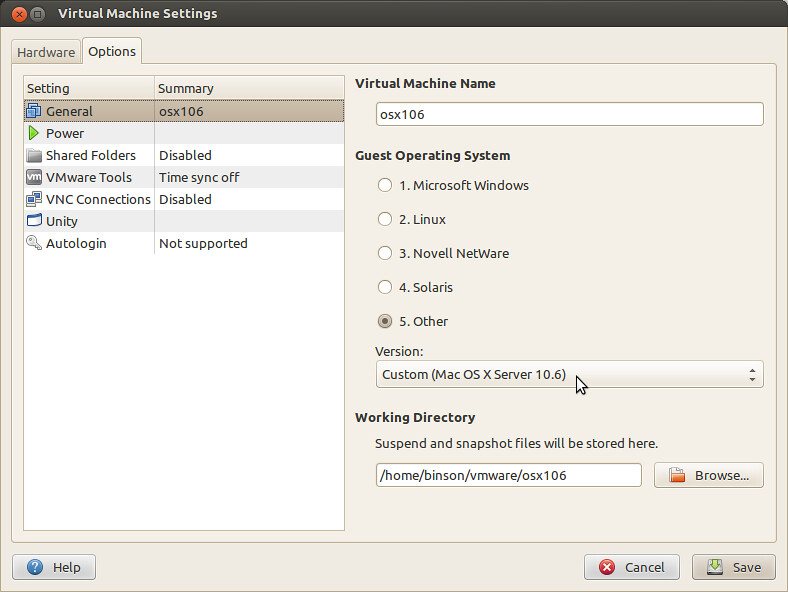 Virtual Machine Settings
Hardware Options
Setting Summary
General osx106
Power
Shared Folders Disabled
VMware Tools Time sync off
VNC Connections Disabled
Unity
Autologin Not supported
Virtual Machine Name
osx106
Guest Operating System
1. Microsoft Windows
2. Linux
3. Novell NetWare
4. Solaris
5. Other
Version:
Custom (Mac OS X Server 10.6)
Working Directory
Suspend and snapshot files will be stored here.
/home/binson/vmware/osx106 Browse...
Help Cancel Save